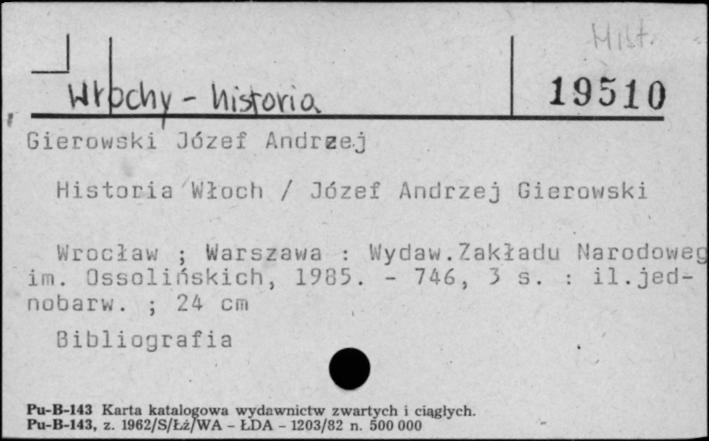 Hist.
Włochy - historia
19510
Gierowski Józef Andrzej
Historia Włoch / Józef Andrzej Gierowski
Wrocław ; Warszawa : Wydaw.Zakładu Narodoweg
im. Ossolińskich, 1985. - 746, 3 s. : il.jed-
nobarw. ; 24 cm
Bibliografia
Pu-B-143 Karta katalogowa wydawnictw zwartych i ciągłych.
Pu-B-143, z. 1962/S/Łż/WA - ŁDA - 1203/82 n. 500 000